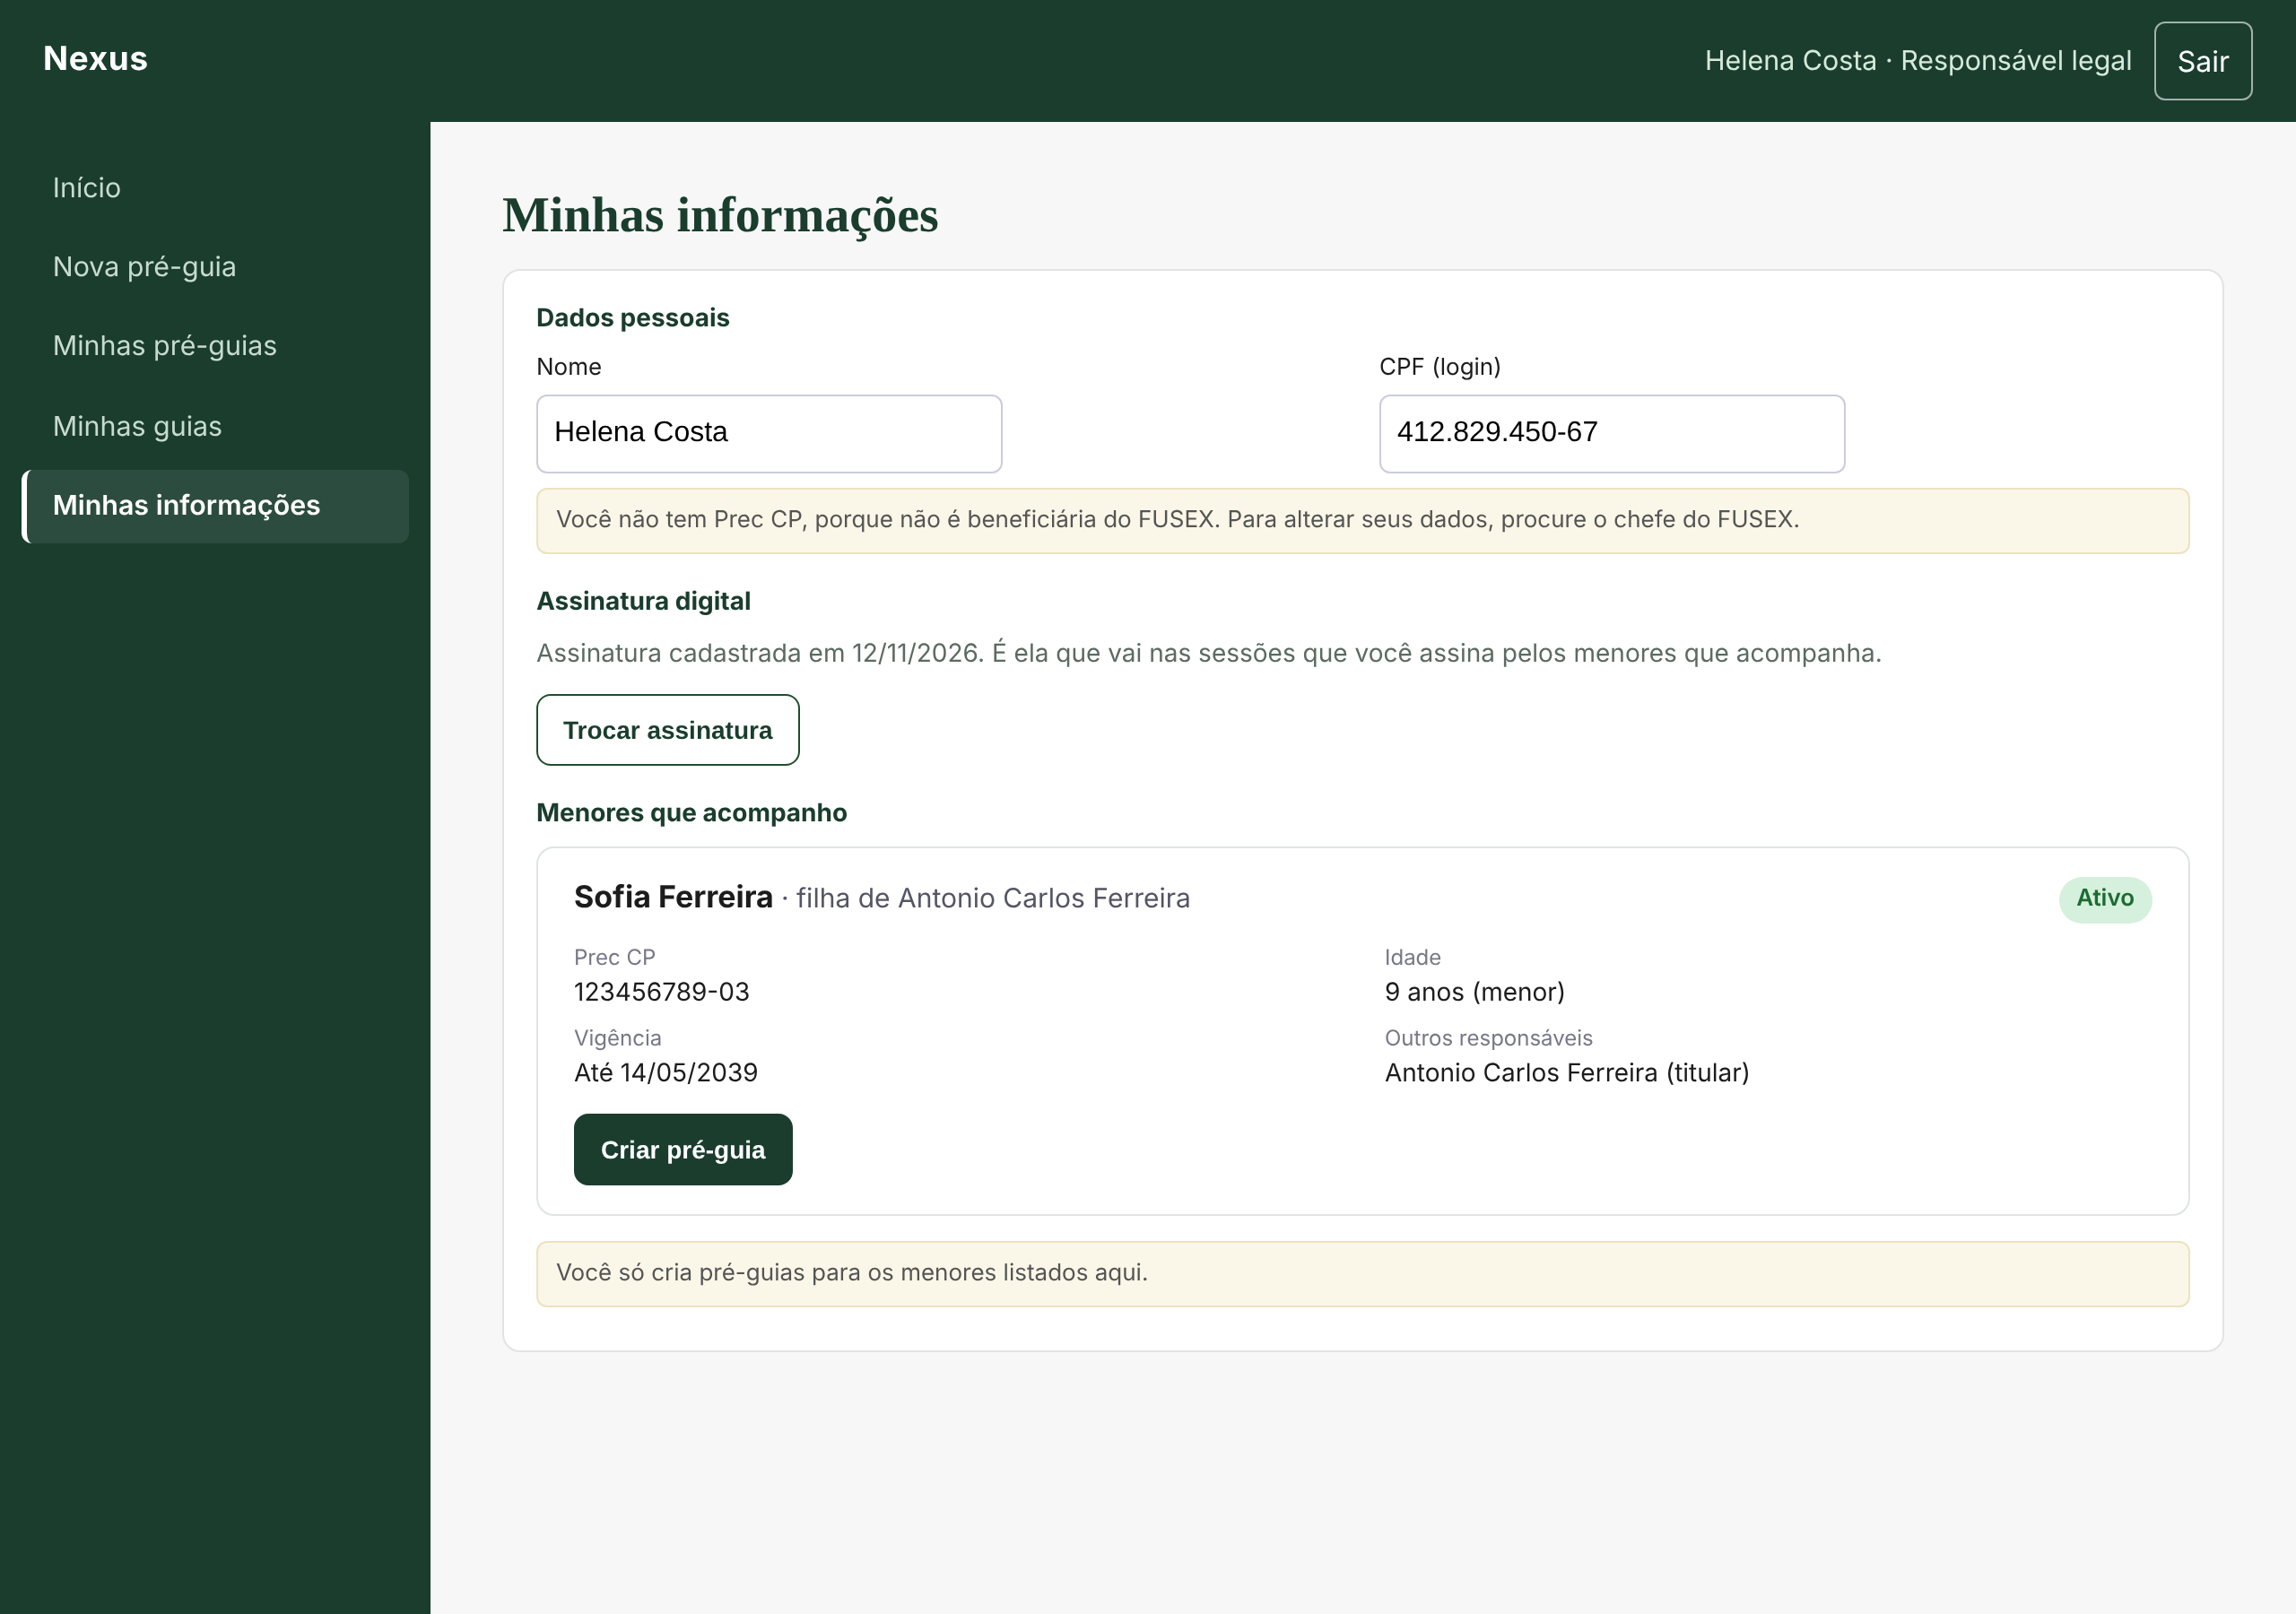 Nexus
Helena Costa · Responsável legal
Sair
Início
Nova pré-guia
Minhas pré-guias
Minhas guias
Minhas informações
Minhas informações
Dados pessoais
Nome
CPF (login)
Helena Costa
412.829.450-67
Você não tem Prec CP, porque não é beneficiária do FUSEX. Para alterar seus dados, procure o chefe do FUSEX.
Assinatura digital
Assinatura cadastrada em 12/11/2026. É ela que vai nas sessões que você assina pelos menores que acompanha.
Trocar assinatura
Menores que acompanho
Sofia Ferreira · filha de Antonio Carlos Ferreira
Ativo
Prec CP
Idade
123456789-03
9 anos (menor)
Vigência
Outros responsáveis
Até 14/05/2039
Antonio Carlos Ferreira (titular)
Criar pré-guia
Você só cria pré-guias para os menores listados aqui.